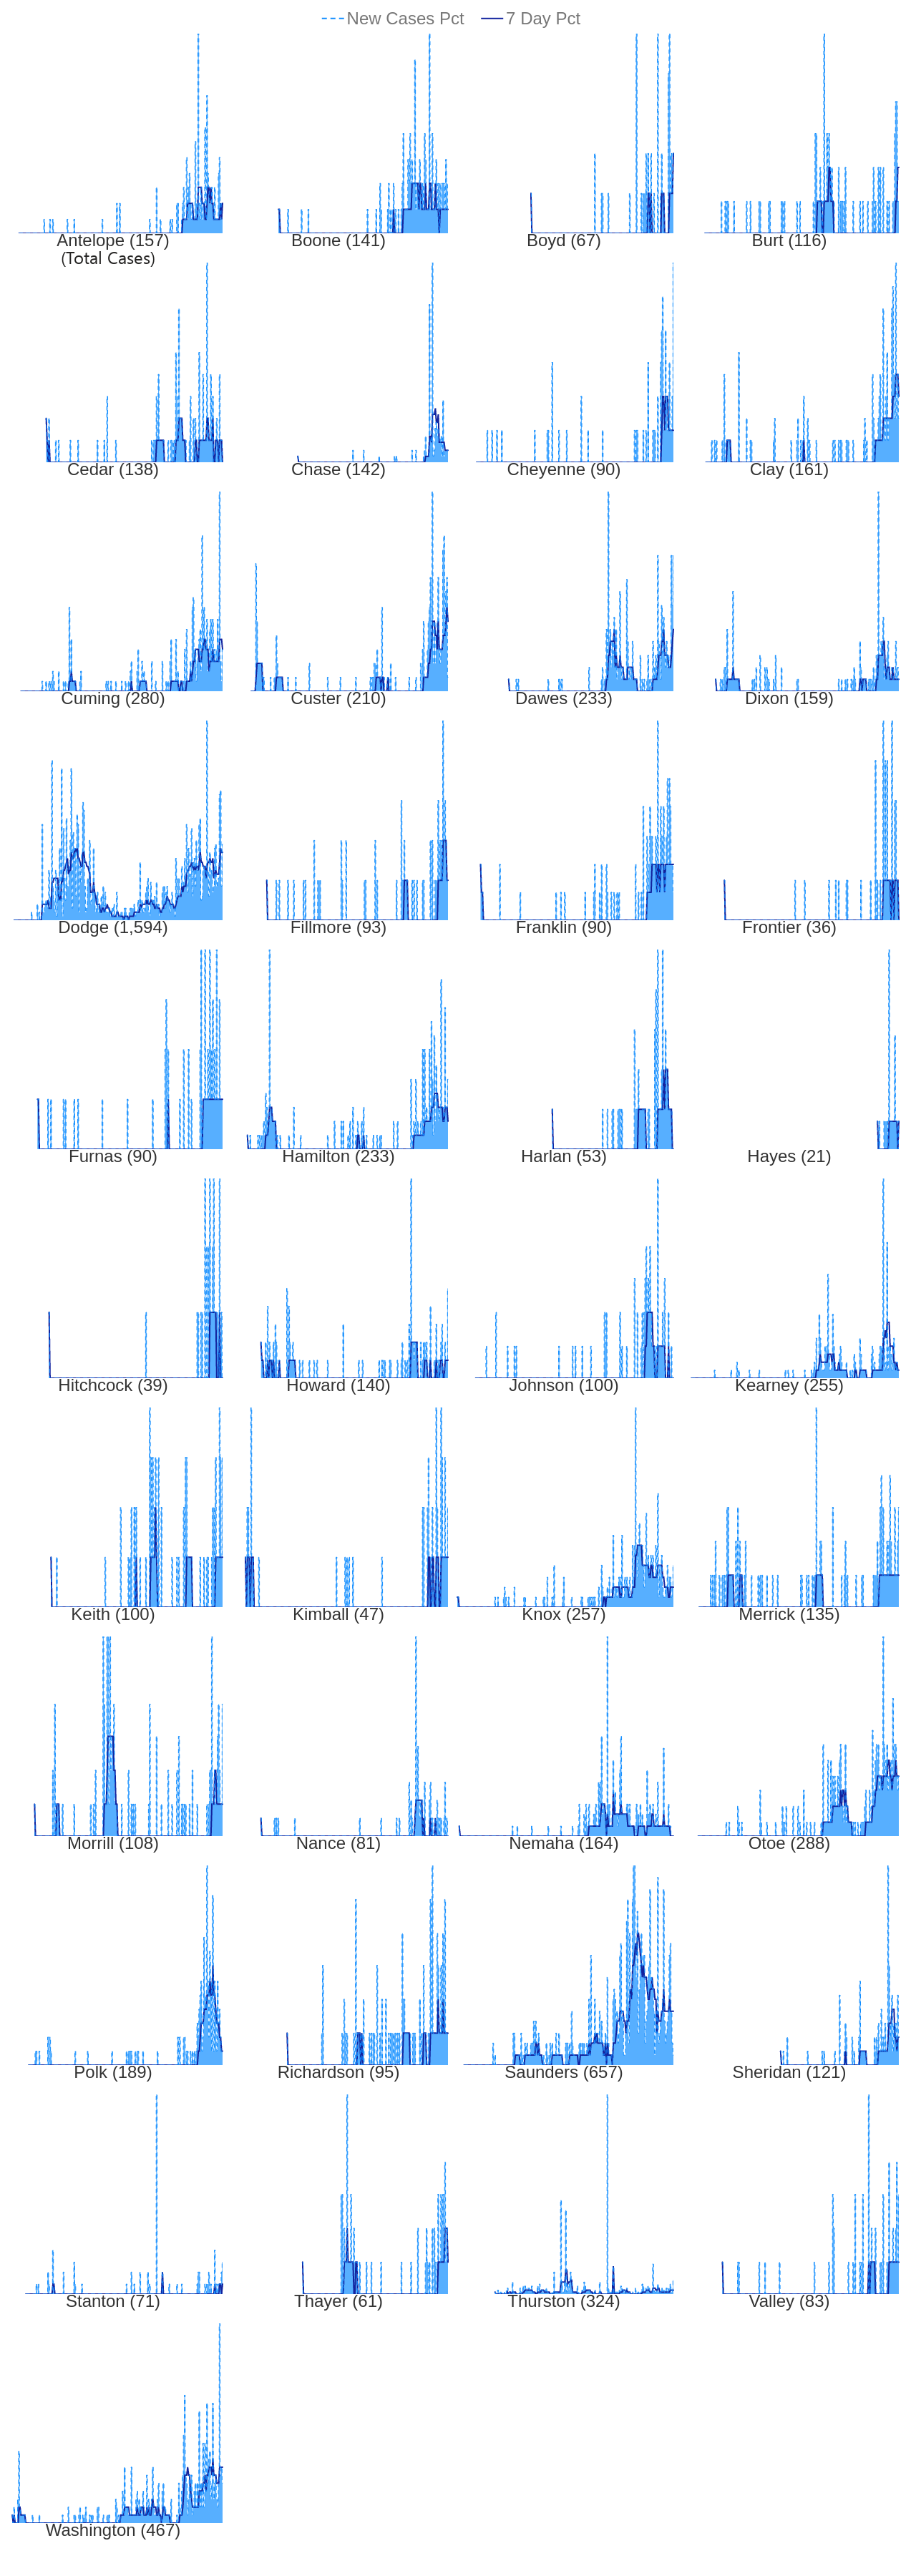 New Cases Pct 7 Day Pct
Antelope (157) Boone (141) Boyd (67) Burt (116)
(Total Cases)
Cedar (138) Chase (142) Cheyenne (90) Clay (161)
Cuming (280) Custer (210) Dawes (233) Dixon (159)
Dodge (1,594) Fillmore (93) Franklin (90) Frontier (36)
Furnas (90) Hamilton (233) Harlan (53) Hayes (21)
Hitchcock (39) Howard (140) Johnson (100) Kearney (255)
Keith (100) Kimball (47) Knox (257) Merrick (135)
Morrill (108) Nance (81) Nemaha (164) Otoe (288)
Polk (189) Richardson (95) Saunders (657) Sheridan (121)
Stanton (71) Thayer (61) Thurston (324) Valley (83)
Washington (467)